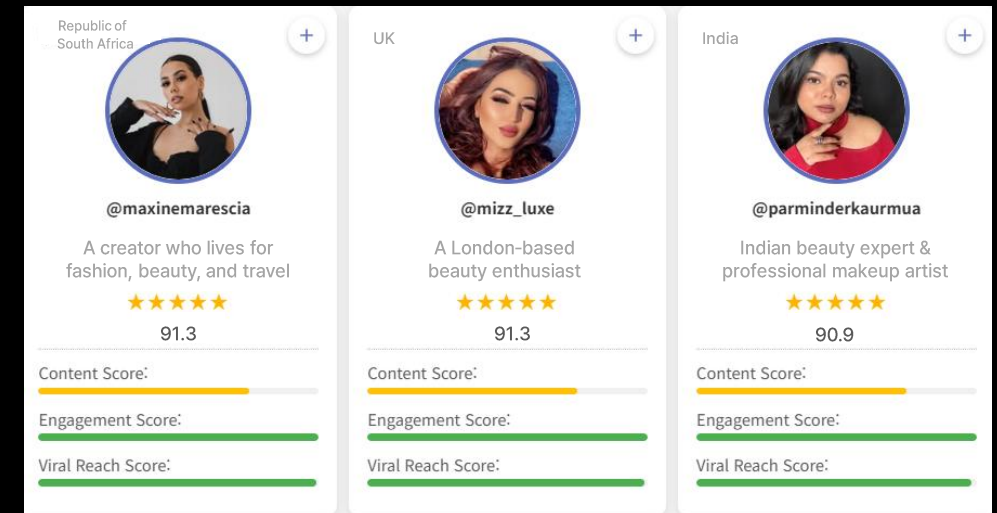 Republic of
South Africa
+
@maxinemarescia
A creator who lives for
fashion, beauty, and travel
★★★★★
91.3
Content Score:
Engagement Score:
Viral Reach Score:
UK
+
@mizz_luxe
A London-based
beauty enthusiast
★★★★★
91.3
Content Score:
Engagement Score:
Viral Reach Score:
India
+
@parminderkaurmua
Indian beauty expert &
professional makeup artist
★★★★★
90.9
Content Score:
Engagement Score:
Viral Reach Score: